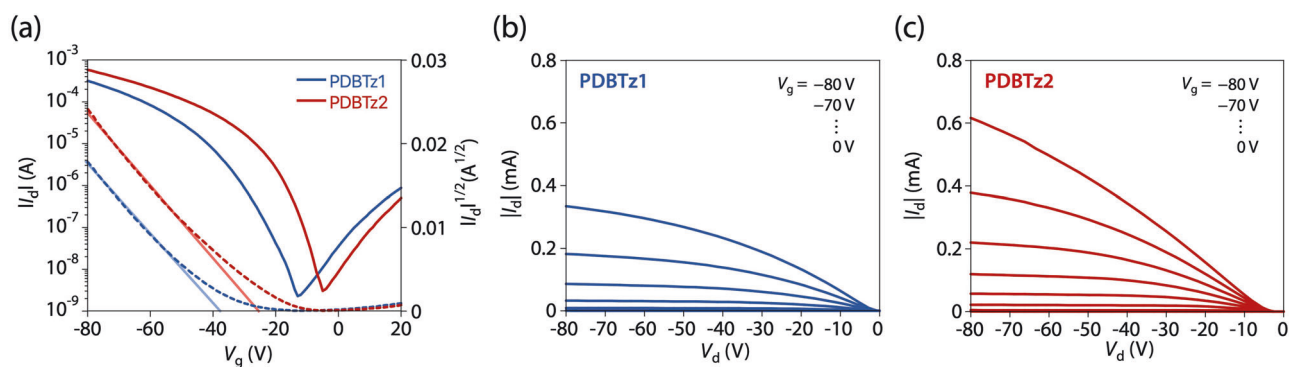 (a)
10⁻³
10⁻⁴
10⁻⁵
10⁻⁶
10⁻⁷
10⁻⁸
10⁻⁹
|I_d| (A)
PDBTz1
PDBTz2
0.03
0.02
0.01
0
|I_d|^1/2(A^1/2)
-80 -60 -40 -20 0 20
V_g (V)
(b)
PDBTz1
V_g = −80 V
−70 V
⋮
0 V
0.8
0.6
0.4
0.2
0
|I_d| (mA)
-80 -70 -60 -50 -40 -30 -20 -10 0
V_d (V)
(c)
PDBTz2
V_g = −80 V
−70 V
⋮
0 V
0.8
0.6
0.4
0.2
0
|I_d| (mA)
-80 -70 -60 -50 -40 -30 -20 -10 0
V_d (V)